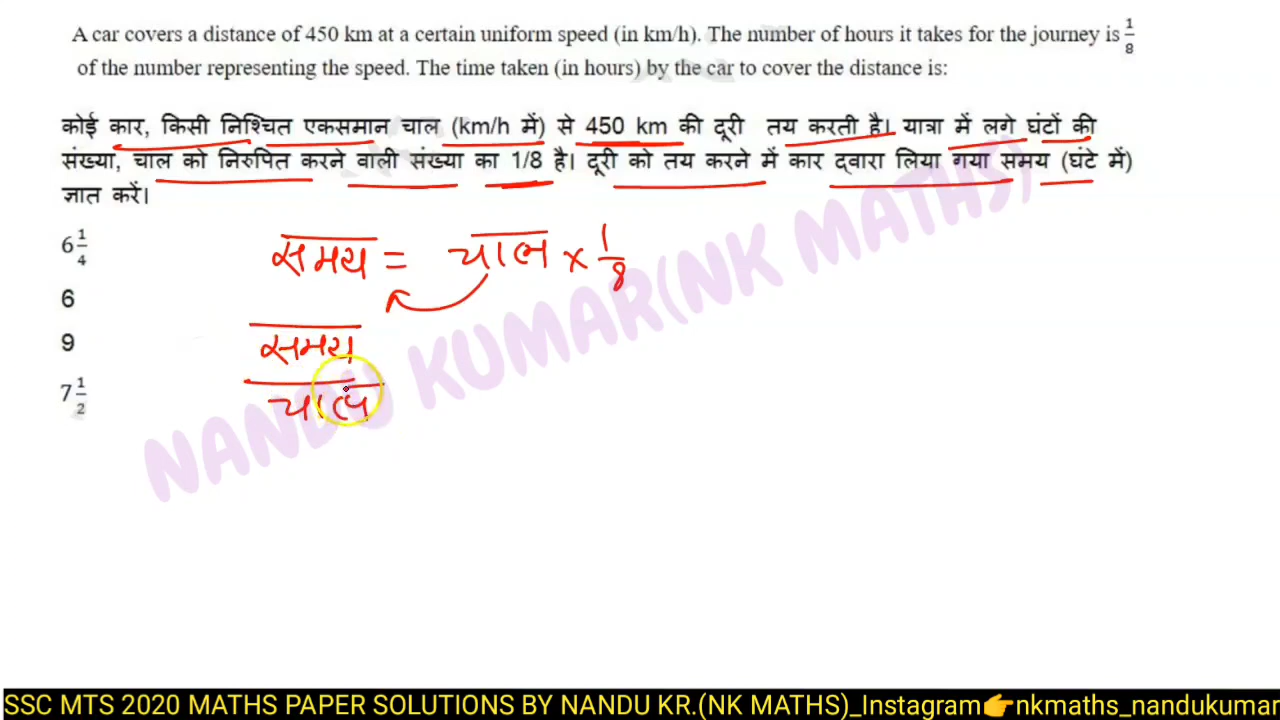 A car covers a distance of 450 km at a certain uniform speed (in km/h). The number of hours it takes for the journey is 1/8
of the number representing the speed. The time taken (in hours) by the car to cover the distance is:
कोई कार, किसी निश्चित एकसमान चाल (km/h में) से 450 km की दूरी तय करती है। यात्रा में लगे घंटों की
संख्या, चाल को निरुपित करने वाली संख्या का 1/8 है। दूरी को तय करने में कार द्वारा लिया गया समय (घंटे में)
ज्ञात करें।
6 1/4
6
9
7 1/2
समय = चाल × 1/8
समय
चाल
NANDU KUMAR(NK MATHS)
SSC MTS 2020 MATHS PAPER SOLUTIONS BY NANDU KR.(NK MATHS)_Instagram👉nkmaths_nandukumar